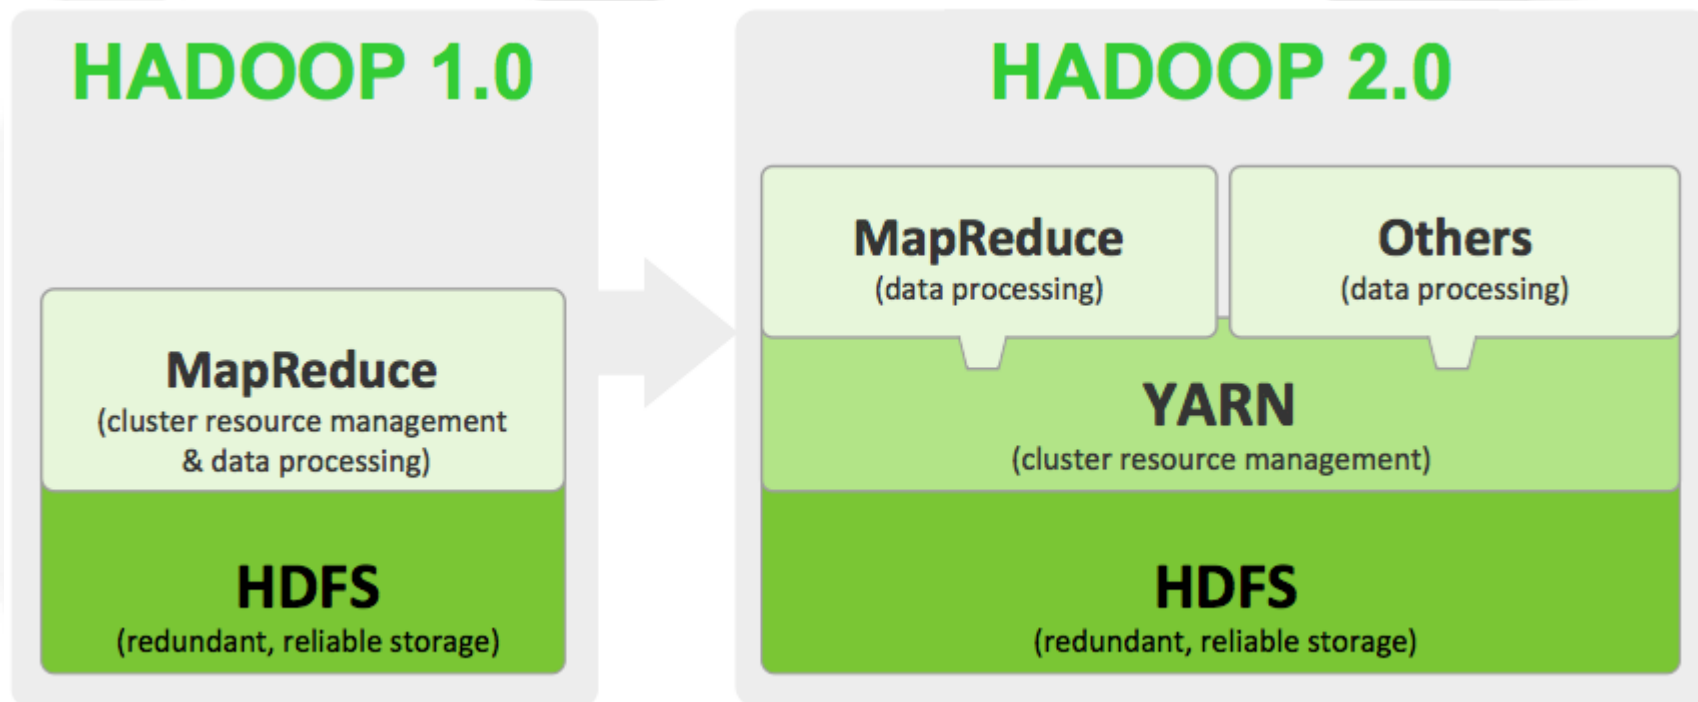 HADOOP 1.0
MapReduce
(cluster resource management
& data processing)
HDFS
(redundant, reliable storage)
HADOOP 2.0
MapReduce
(data processing)
Others
(data processing)
YARN
(cluster resource management)
HDFS
(redundant, reliable storage)